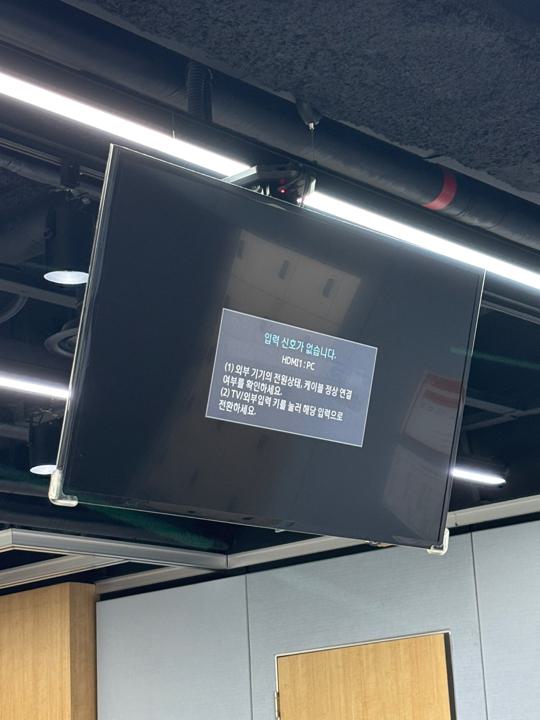 입력 신호가 없습니다.
HDMI1 : PC
(1) 외부 기기의 전원상태, 케이블 정상 연결
여부를 확인하세요.
(2) TV/외부입력 키를 눌러 해당 입력으로
전환하세요.